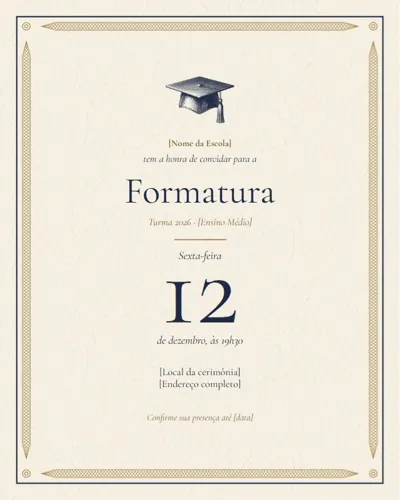 [Nome da Escola]
tem a honra de convidar para a
Formatura
Turma 2026 · [Ensino Médio]
Sexta-feira
12
de dezembro, às 19h30
[Local da cerimônia]
[Endereço completo]
Confirme sua presença até [data]